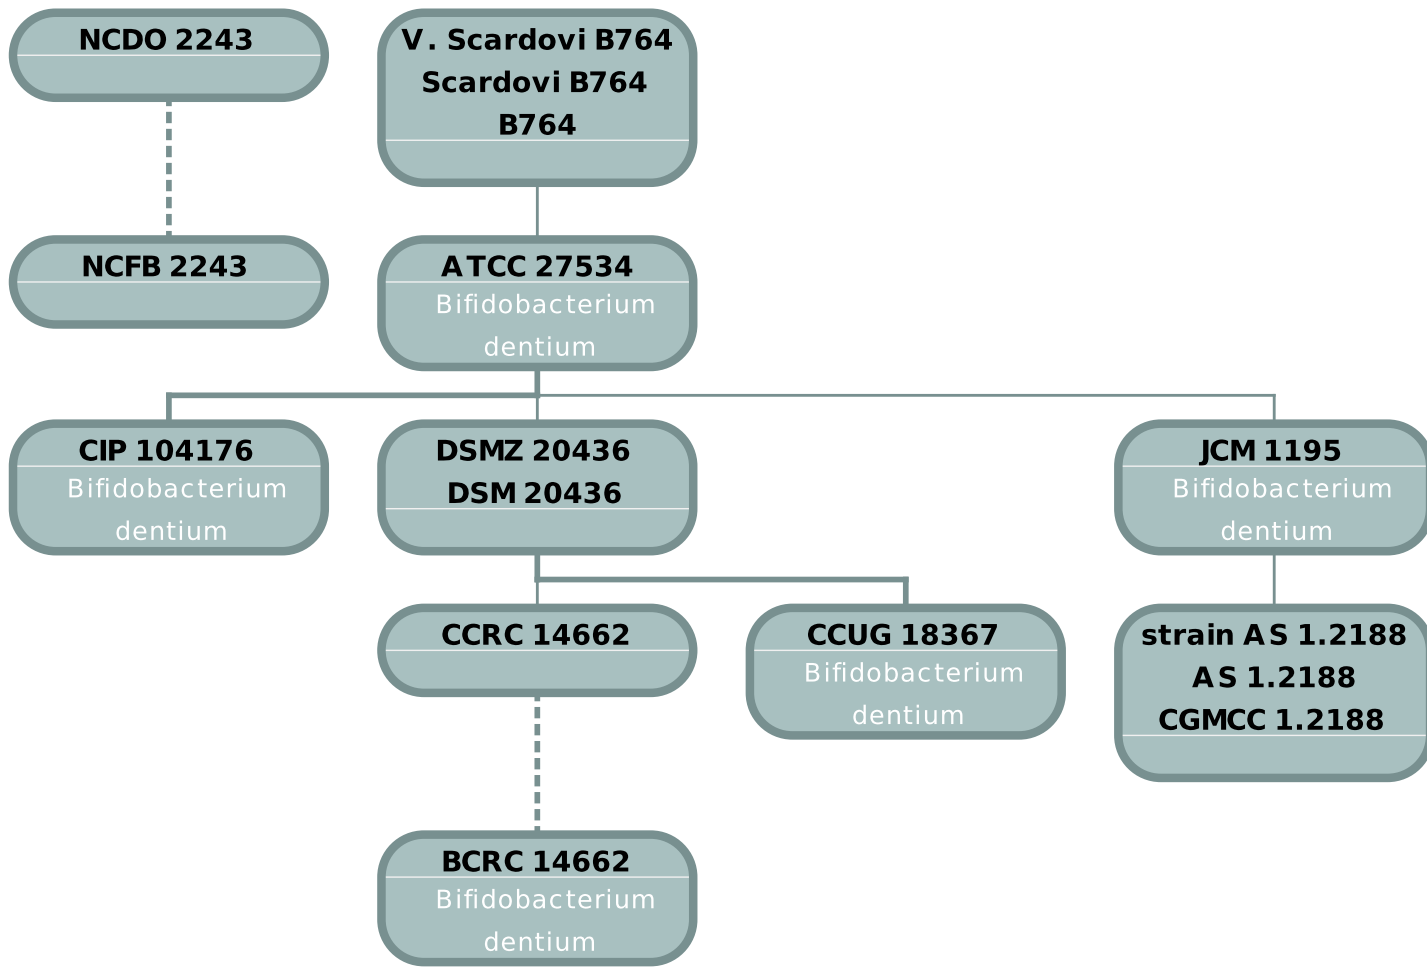 NCDO 2243
V. Scardovi B764
Scardovi B764
B764
NCFB 2243
ATCC 27534
Bifidobacterium
dentium
CIP 104176
Bifidobacterium
dentium
DSMZ 20436
DSM 20436
JCM 1195
Bifidobacterium
dentium
CCRC 14662
CCUG 18367
Bifidobacterium
dentium
strain AS 1.2188
AS 1.2188
CGMCC 1.2188
BCRC 14662
Bifidobacterium
dentium